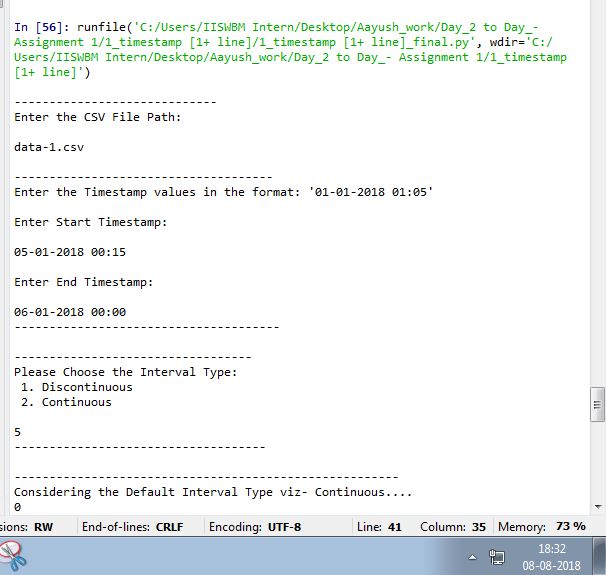 In [56]: runfile('C:/Users/IISWBM Intern/Desktop/Aayush_work/Day_2 to Day_-
Assignment 1/1_timestamp [1+ line]/1_timestamp [1+ line]_final.py', wdir='C:/
Users/IISWBM Intern/Desktop/Aayush_work/Day_2 to Day_- Assignment 1/1_timestamp
[1+ line]')
----------------------------
Enter the CSV File Path:
data-1.csv
------------------------------------
Enter the Timestamp values in the format: '01-01-2018 01:05'
Enter Start Timestamp:
05-01-2018 00:15
Enter End Timestamp:
06-01-2018 00:00
-------------------------------------
---------------------------------
Please Choose the Interval Type:
1. Discontinuous
2. Continuous
5
-----------------------------------
-----------------------------------------------------
Considering the Default Interval Type viz- Continuous....
0
sions: RW End-of-lines: CRLF Encoding: UTF-8 Line: 41 Column: 35 Memory: 73 %
18:32
08-08-2018